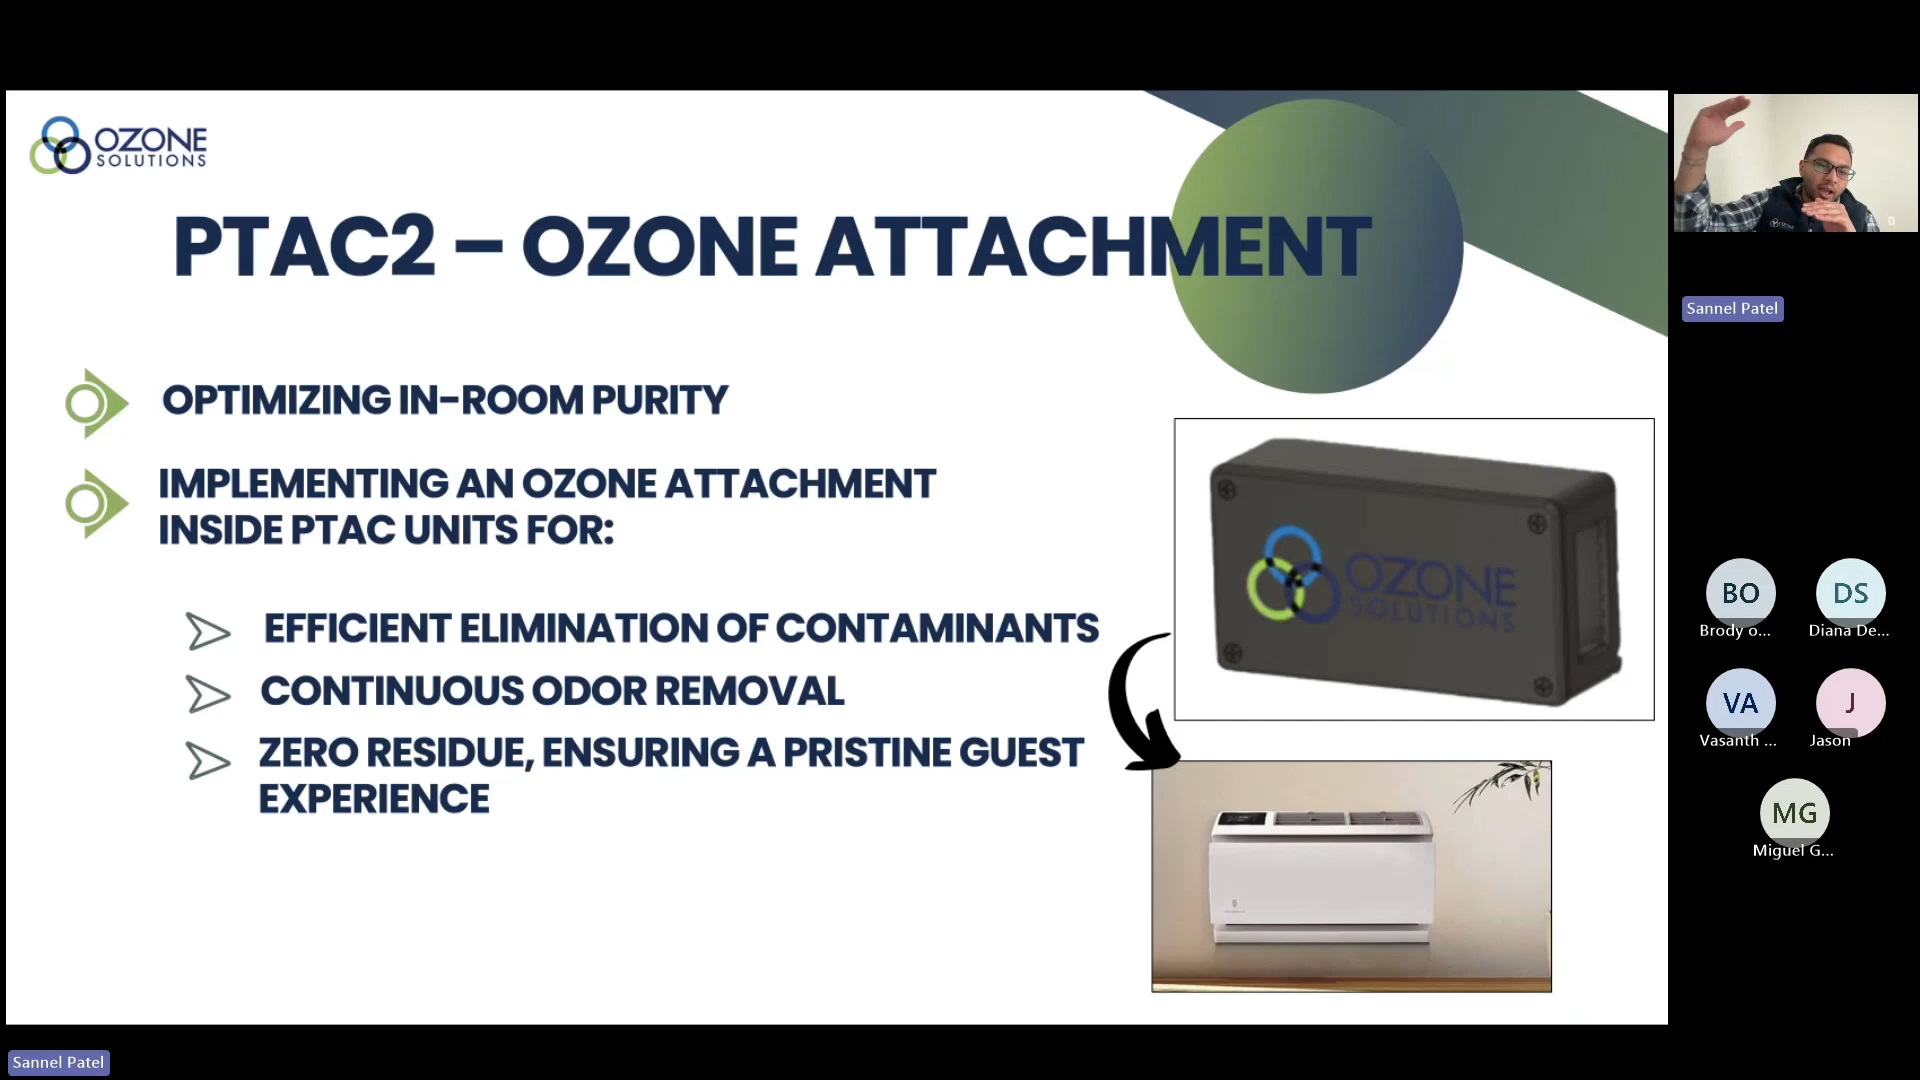 OZONE
SOLUTIONS
PTAC2 – OZONE ATTACHMENT
OPTIMIZING IN-ROOM PURITY
IMPLEMENTING AN OZONE ATTACHMENT
INSIDE PTAC UNITS FOR:
EFFICIENT ELIMINATION OF CONTAMINANTS
CONTINUOUS ODOR REMOVAL
ZERO RESIDUE, ENSURING A PRISTINE GUEST
EXPERIENCE
OZONE
SOLUTIONS
Sannel Patel
BO
DS
Brody o...
Diana De...
VA
J
Vasanth ...
Jason
MG
Miguel G...
Sannel Patel